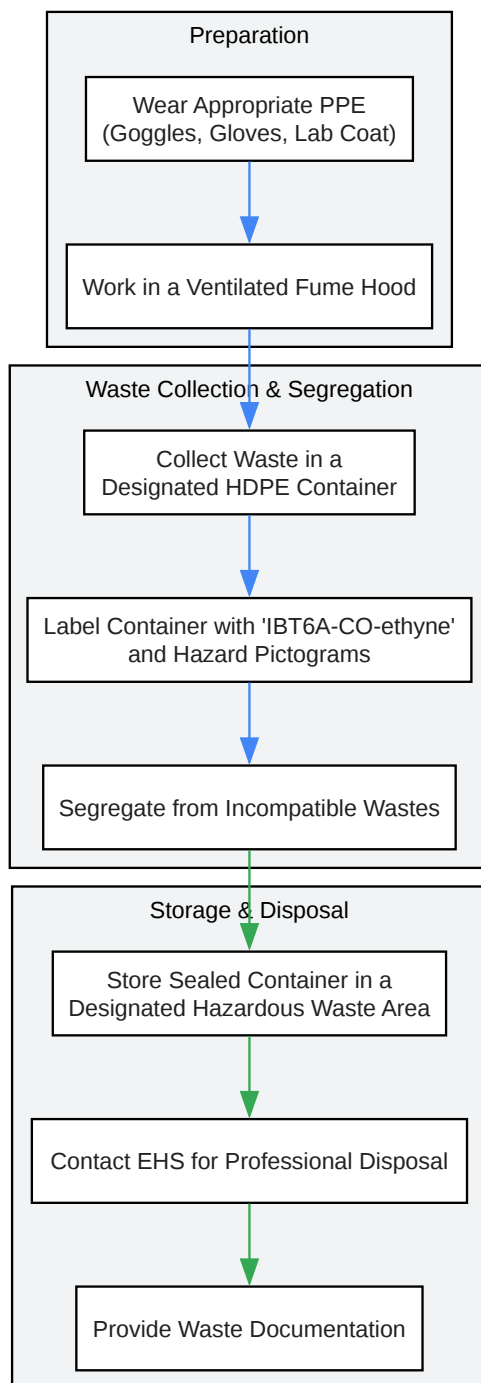 Preparation
Wear Appropriate PPE
(Goggles, Gloves, Lab Coat)
Work in a Ventilated Fume Hood
Waste Collection & Segregation
Collect Waste in a
Designated HDPE Container
Label Container with 'IBT6A-CO-ethyne'
and Hazard Pictograms
Segregate from Incompatible Wastes
Storage & Disposal
Store Sealed Container in a
Designated Hazardous Waste Area
Contact EHS for Professional Disposal
Provide Waste Documentation